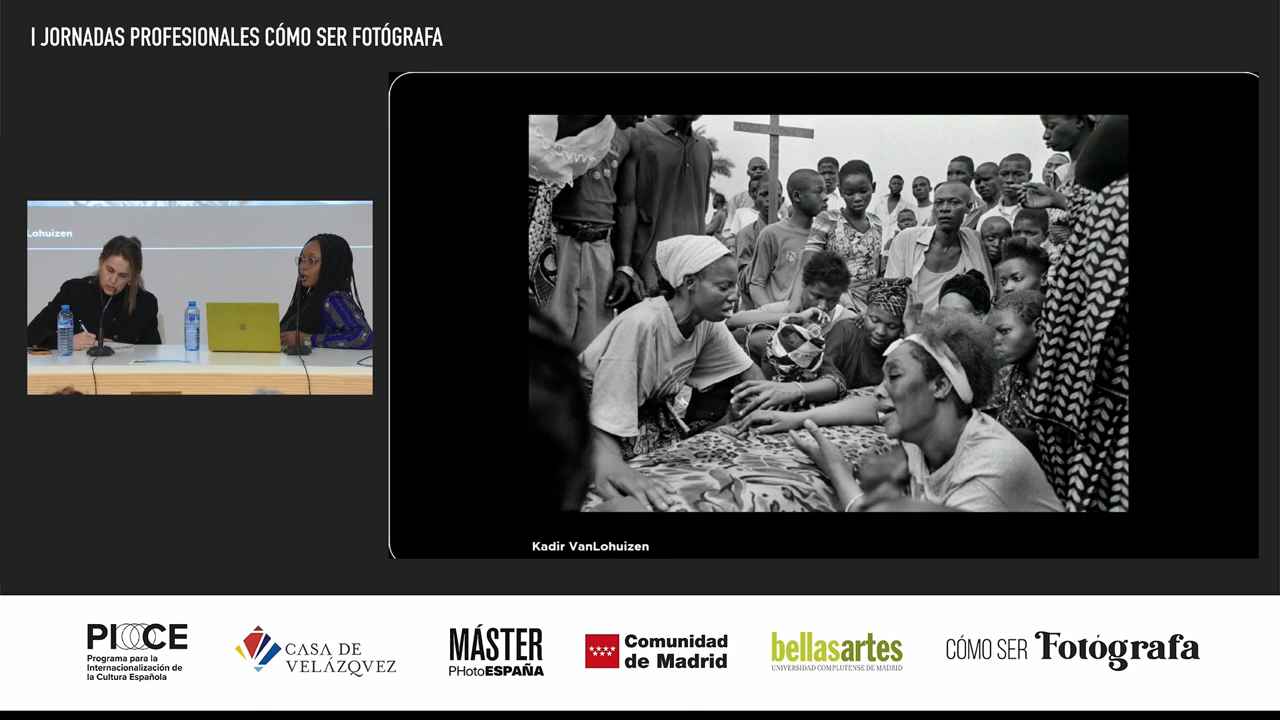 I JORNADAS PROFESIONALES CÓMO SER FOTÓGRAFA
Lohuizen
Kadir VanLohuizen
PICE
Programa para la
Internacionalización de
la Cultura Española
CASA DE
VELÁZQVEZ
MÁSTER
PHotoESPAÑA
Comunidad
de Madrid
bellasartes
UNIVERSIDAD COMPLUTENSE DE MADRID
CÓMO SER Fotógrafa